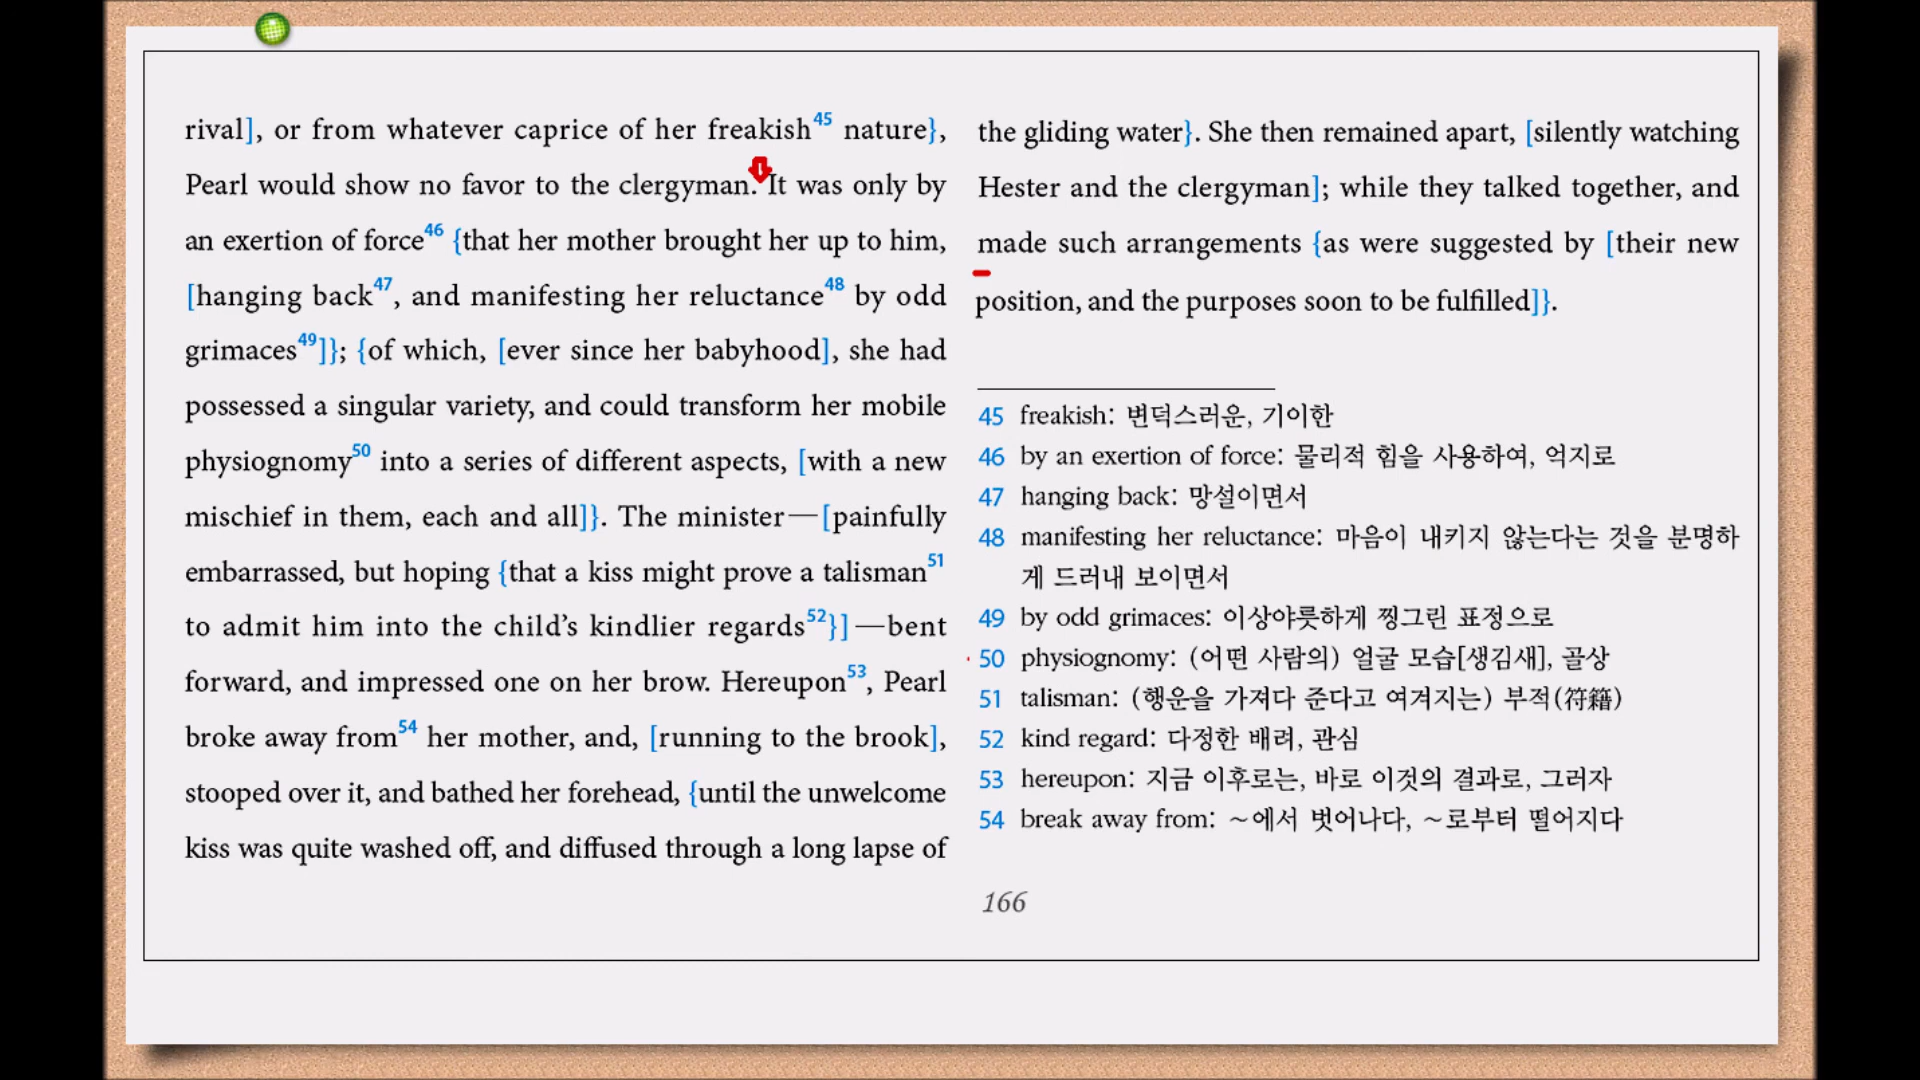 rival], or from whatever caprice of her freakish45 nature},
Pearl would show no favor to the clergyman. It was only by
an exertion of force46 {that her mother brought her up to him,
[hanging back47, and manifesting her reluctance48 by odd
grimaces49]}; {of which, [ever since her babyhood], she had
possessed a singular variety, and could transform her mobile
physiognomy50 into a series of different aspects, [with a new
mischief in them, each and all]}. The minister—[painfully
embarrassed, but hoping {that a kiss might prove a talisman51
to admit him into the child's kindlier regards52}]—bent
forward, and impressed one on her brow. Hereupon53, Pearl
broke away from54 her mother, and, [running to the brook],
stooped over it, and bathed her forehead, {until the unwelcome
kiss was quite washed off, and diffused through a long lapse of
the gliding water}. She then remained apart, [silently watching
Hester and the clergyman]; while they talked together, and
made such arrangements {as were suggested by [their new
position, and the purposes soon to be fulfilled]}.
45 freakish: 변덕스러운, 기이한
46 by an exertion of force: 물리적 힘을 사용하여, 억지로
47 hanging back: 망설이면서
48 manifesting her reluctance: 마음이 내키지 않는다는 것을 분명하
게 드러내 보이면서
49 by odd grimaces: 이상야릇하게 찡그린 표정으로
50 physiognomy: (어떤 사람의) 얼굴 모습[생김새], 골상
51 talisman: (행운을 가져다 준다고 여겨지는) 부적(符籍)
52 kind regard: 다정한 배려, 관심
53 hereupon: 지금 이후로는, 바로 이것의 결과로, 그러자
54 break away from: ~에서 벗어나다, ~로부터 떨어지다
166